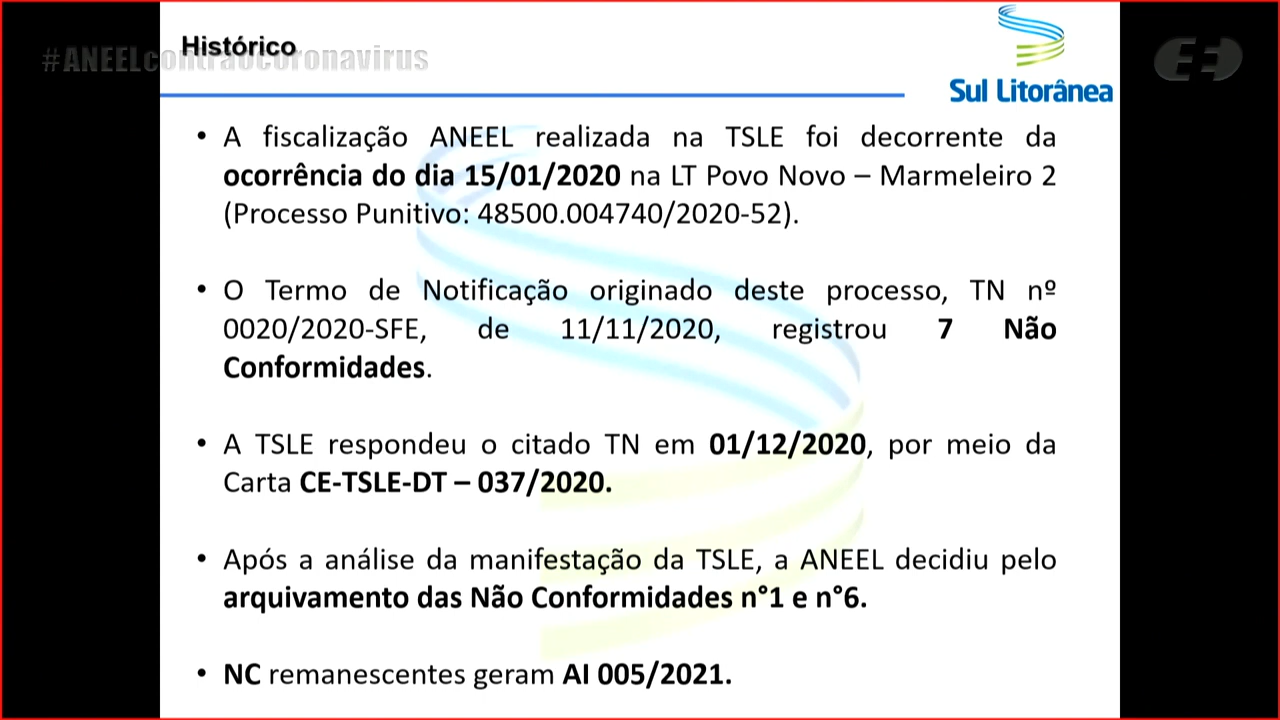 Histórico
#ANEELcontraocoronavirus
Sul Litorânea
• A fiscalização ANEEL realizada na TSLE foi decorrente da
ocorrência do dia 15/01/2020 na LT Povo Novo – Marmeleiro 2
(Processo Punitivo: 48500.004740/2020-52).
• O Termo de Notificação originado deste processo, TN nº
0020/2020-SFE, de 11/11/2020, registrou 7 Não
Conformidades.
• A TSLE respondeu o citado TN em 01/12/2020, por meio da
Carta CE-TSLE-DT – 037/2020.
• Após a análise da manifestação da TSLE, a ANEEL decidiu pelo
arquivamento das Não Conformidades n°1 e n°6.
• NC remanescentes geram AI 005/2021.